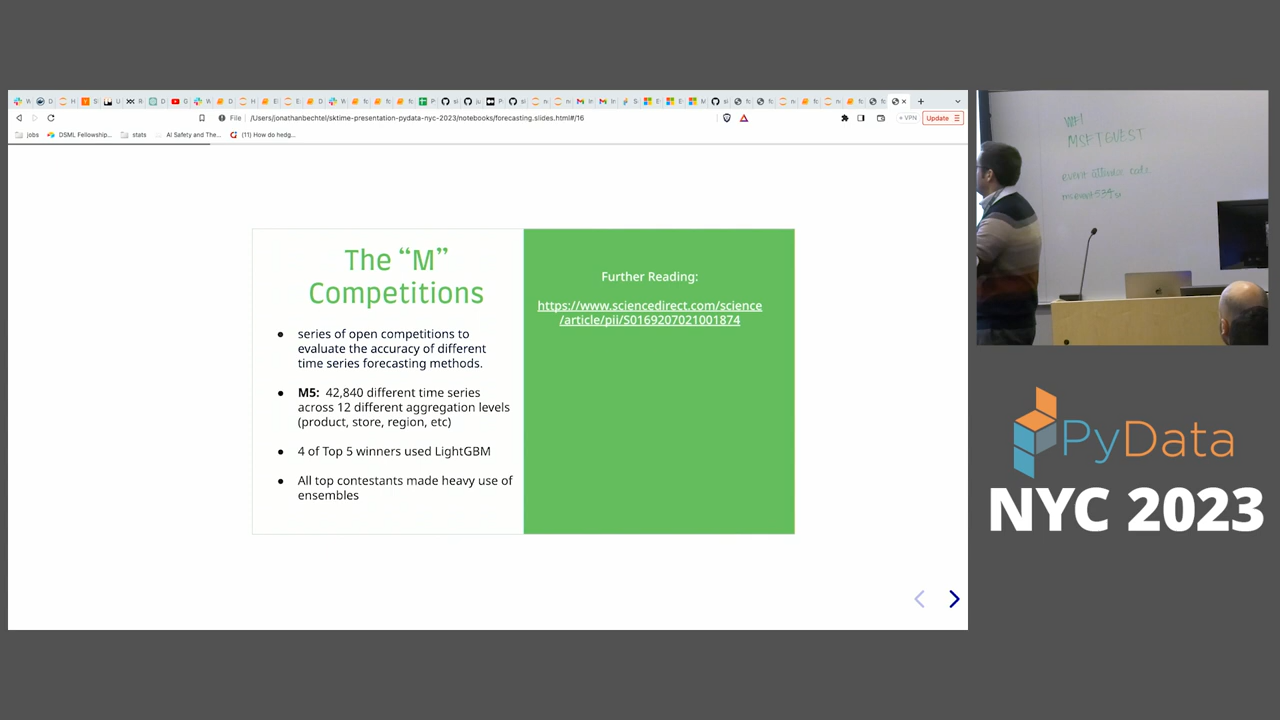 File
/Users/jonathanbechtel/sktime-presentation-pydata-nyc-2023/notebooks/forecasting.slides.html#/16
VPN
Update
jobs
DSML Fellowship...
stats
AI Safety and The...
(11) How do hedg...
The “M”
Competitions
● series of open competitions to
evaluate the accuracy of different
time series forecasting methods.
● M5: 42,840 different time series
across 12 different aggregation levels
(product, store, region, etc)
● 4 of Top 5 winners used LightGBM
● All top contestants made heavy use of
ensembles
Further Reading:
https://www.sciencedirect.com/science
/article/pii/S0169207021001874
MSFTGUEST
event attendee code
PyData
NYC 2023